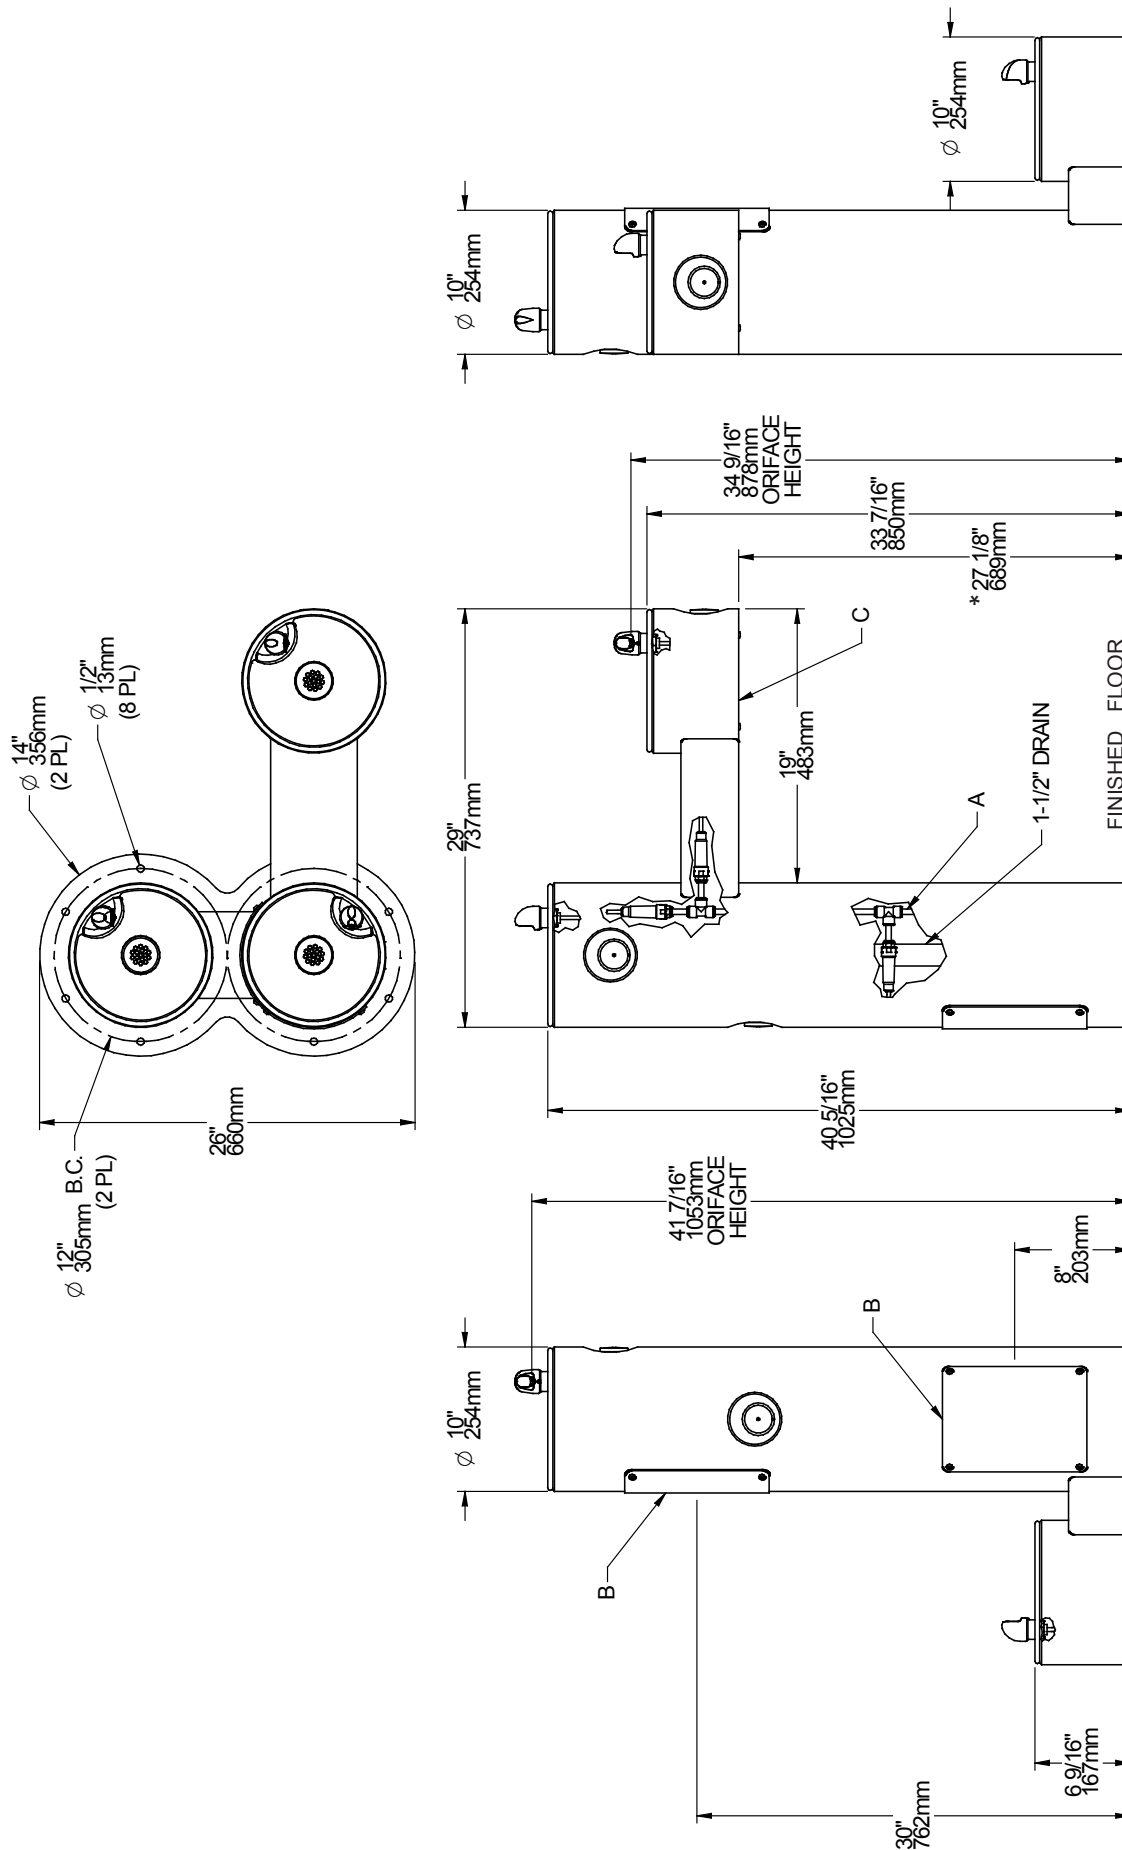 Ø 14"
356mm
(2 PL)
Ø 1/2"
13mm
(8 PL)
Ø 12"
305mm B.C.
(2 PL)
26"
660mm
Ø 10"
254mm
Ø 10"
254mm
29"
737mm
34 9/16"
878mm
ORIFACE
HEIGHT
33 7/16"
850mm
* 27 1/8"
689mm
C
19"
483mm
A
1-1/2" DRAIN
FINISHED FLOOR
40 5/16"
1025mm
41 7/16"
1053mm
ORIFACE
HEIGHT
8"
203mm
Ø 10"
254mm
B
B
6 9/16"
167mm
30"
762mm